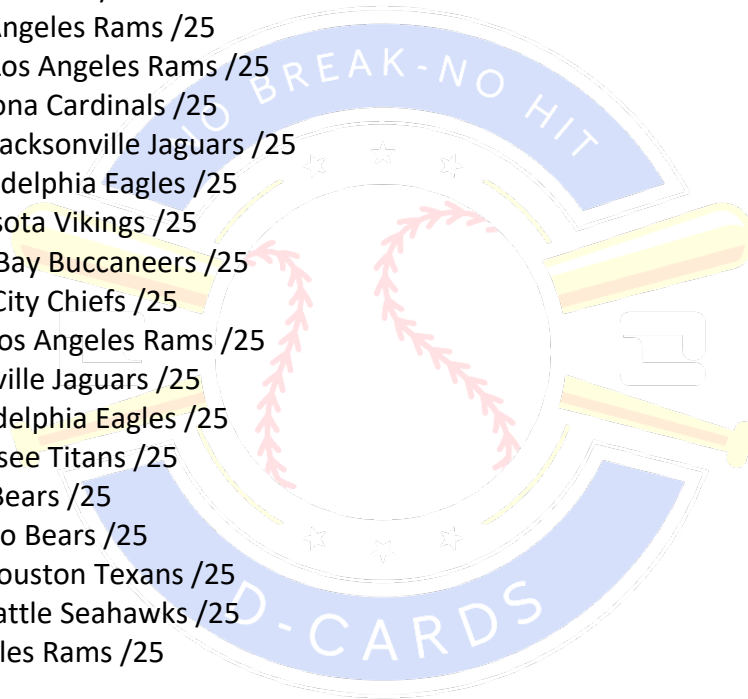 Angeles Rams /25
Los Angeles Rams /25
ona Cardinals /25
acksonville Jaguars /25
delphia Eagles /25
sota Vikings /25
Bay Buccaneers /25
City Chiefs /25
os Angeles Rams /25
ville Jaguars /25
delphia Eagles /25
see Titans /25
Bears /25
o Bears /25
ouston Texans /25
attle Seahawks /25
les Rams /25
NO BREAK-NO HIT
D-CARDS